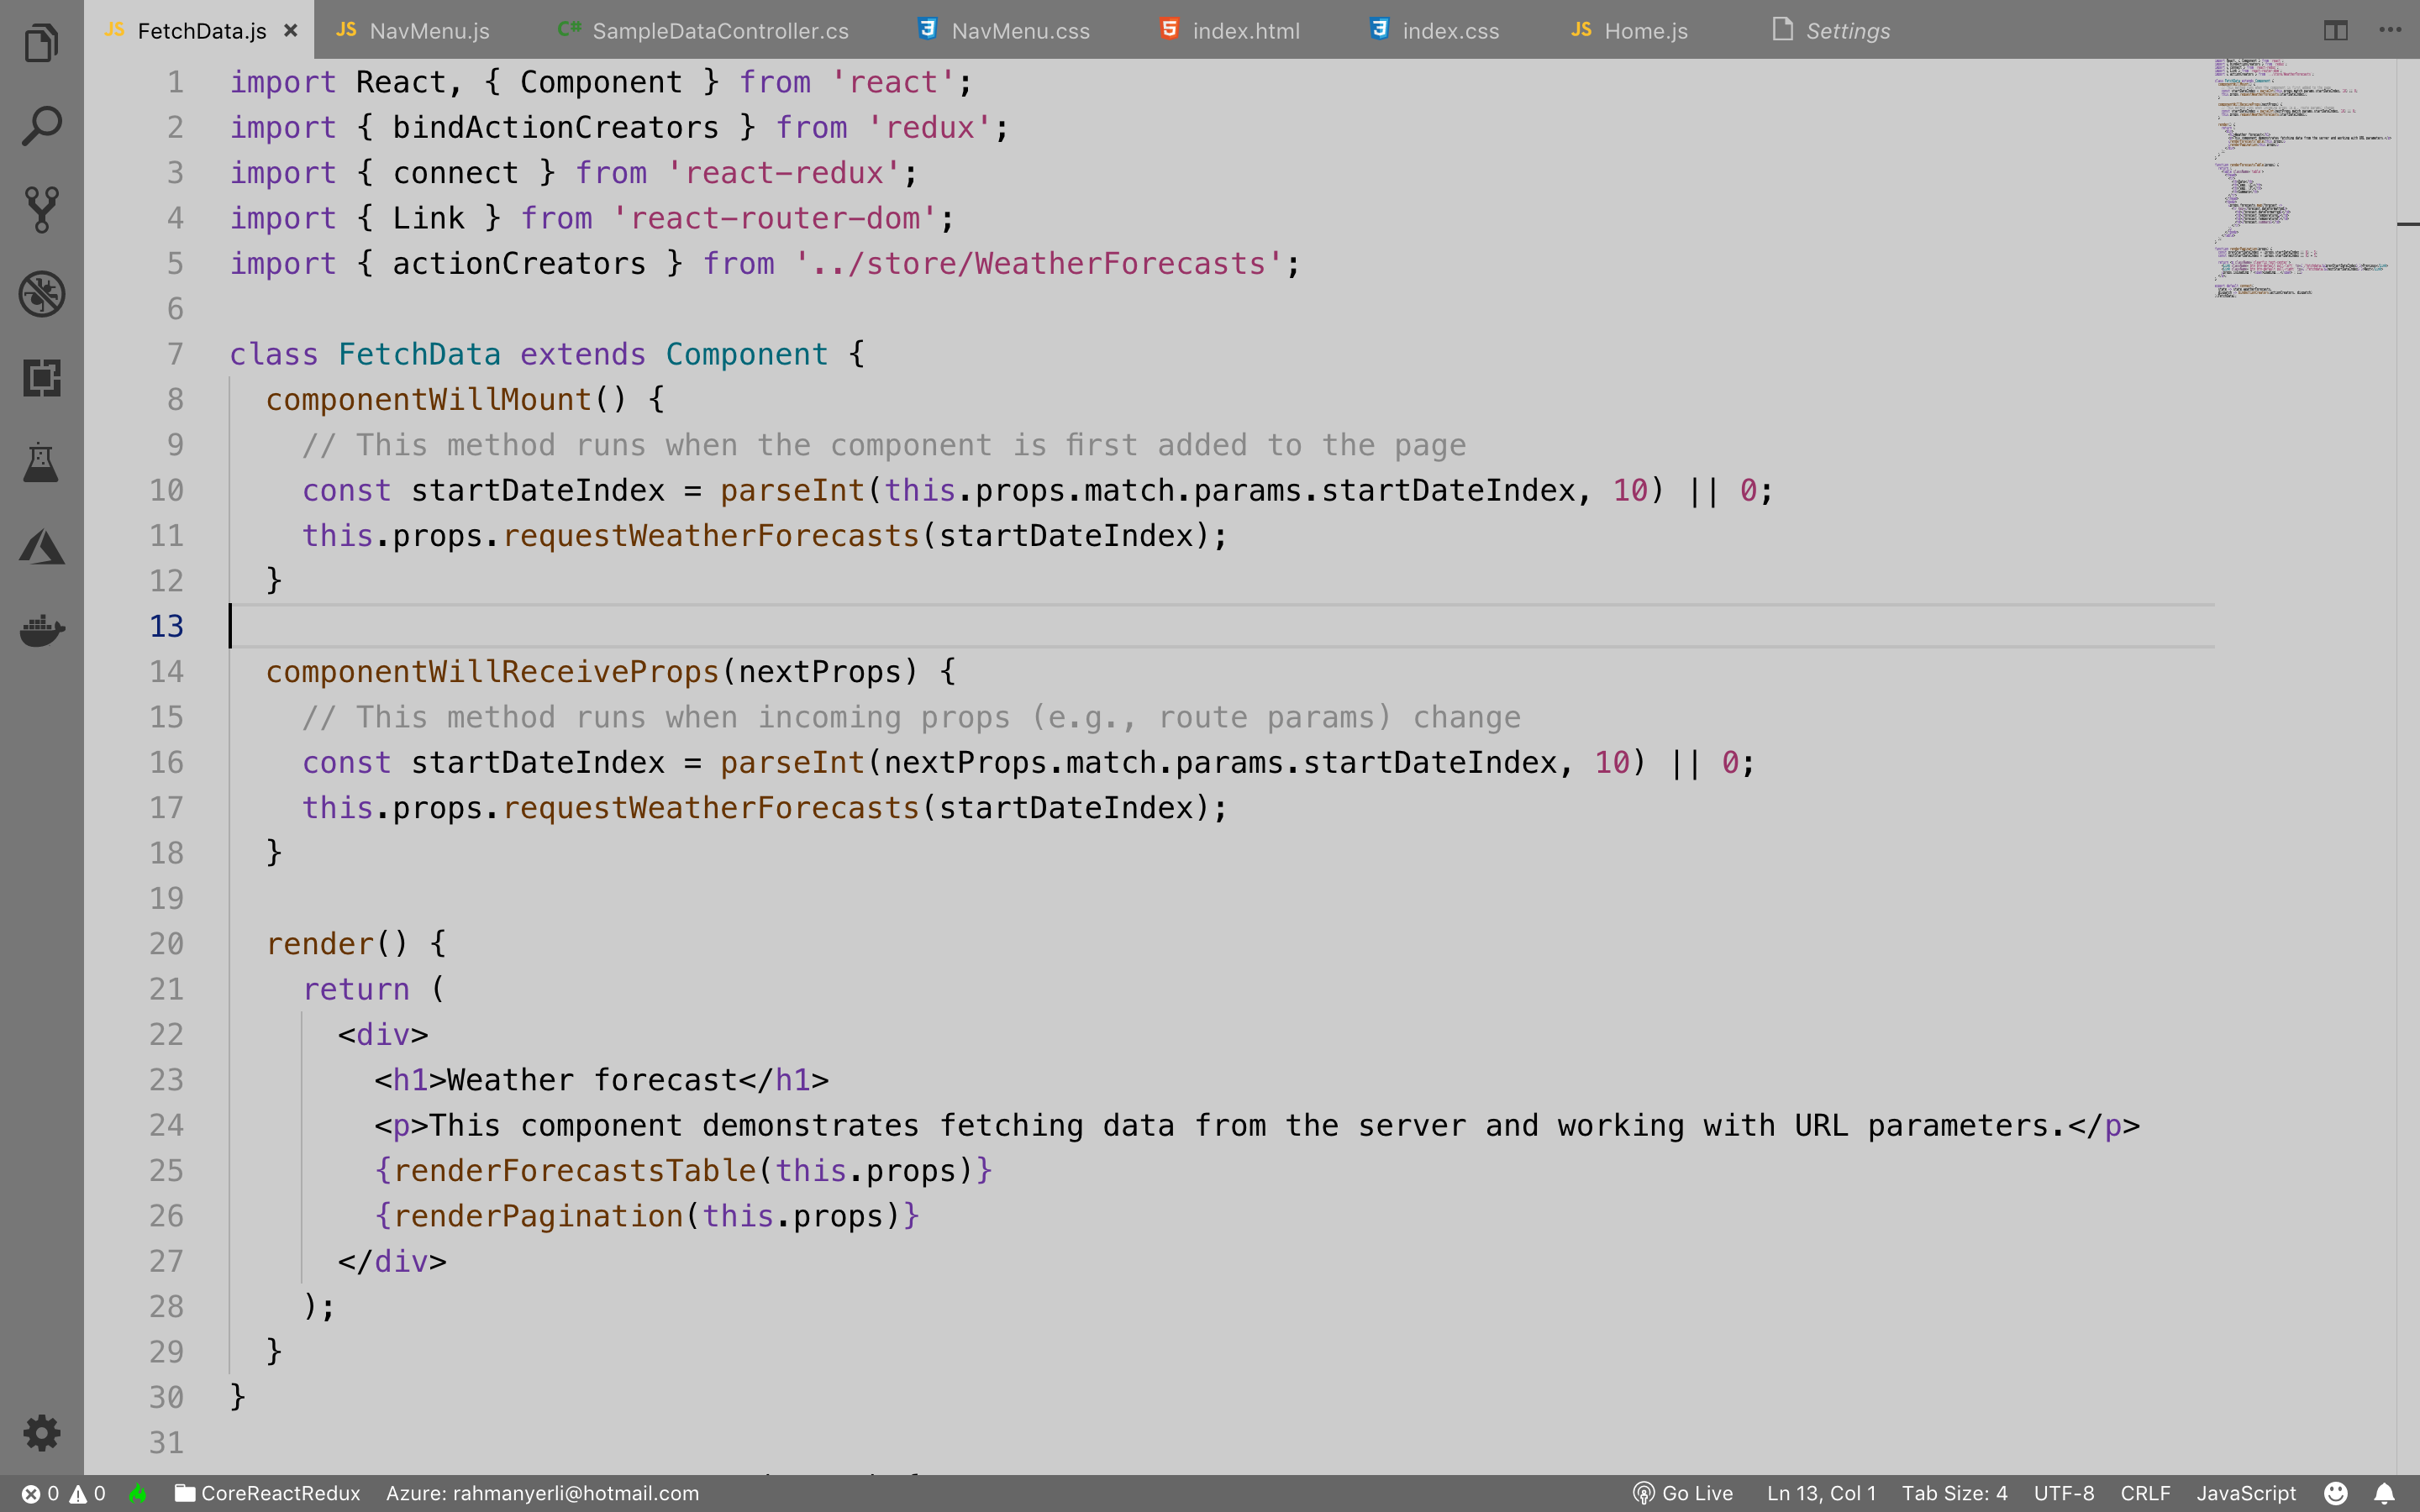 JS FetchData.js × JS NavMenu.js C# SampleDataController.cs NavMenu.css index.html index.css JS Home.js Settings
1 import React, { Component } from 'react';
2 import { bindActionCreators } from 'redux';
3 import { connect } from 'react-redux';
4 import { Link } from 'react-router-dom';
5 import { actionCreators } from '../store/WeatherForecasts';
6
7 class FetchData extends Component {
8   componentWillMount() {
9     // This method runs when the component is first added to the page
10     const startDateIndex = parseInt(this.props.match.params.startDateIndex, 10) || 0;
11     this.props.requestWeatherForecasts(startDateIndex);
12   }
13
14   componentWillReceiveProps(nextProps) {
15     // This method runs when incoming props (e.g., route params) change
16     const startDateIndex = parseInt(nextProps.match.params.startDateIndex, 10) || 0;
17     this.props.requestWeatherForecasts(startDateIndex);
18   }
19
20   render() {
21     return (
22       <div>
23         <h1>Weather forecast</h1>
24         <p>This component demonstrates fetching data from the server and working with URL parameters.</p>
25         {renderForecastsTable(this.props)}
26         {renderPagination(this.props)}
27       </div>
28     );
29   }
30 }
31
0 0 CoreReactRedux Azure: rahmanyerli@hotmail.com Go Live Ln 13, Col 1 Tab Size: 4 UTF-8 CRLF JavaScript